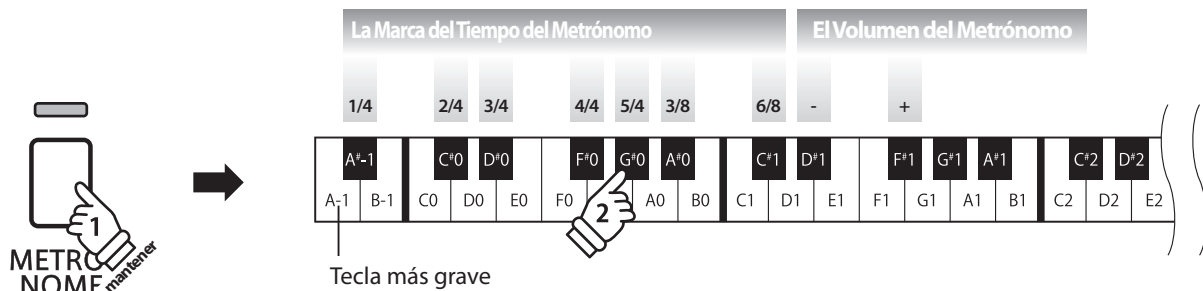 La Marca del Tiempo del Metrónomo El Volumen del Metrónomo
1/4 2/4 3/4 4/4 5/4 3/8 6/8 - +
A#-1 C#0 D#0 F#0 G#0 A#0 C#1 D#1 F#1 G#1 A#1 C#2 D#2
A-1 B-1 C0 D0 E0 F0 A0 B0 C1 D1 E1 F1 G1 A1 B1 C2 D2 E2
1
2
METRO
NOME
mantener
Tecla más grave